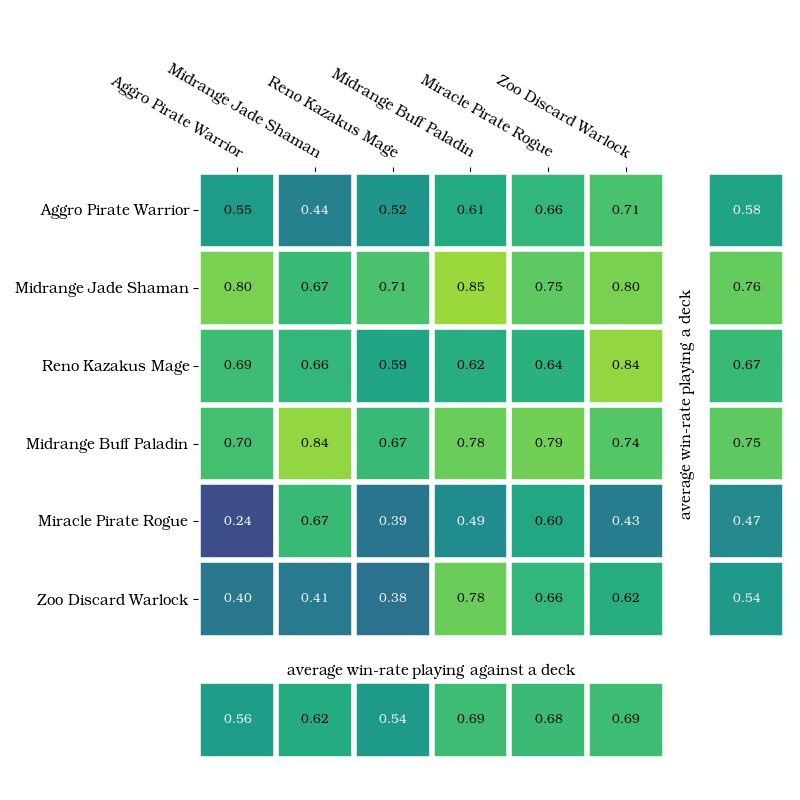 Aggro Pirate Warrior
Midrange Jade Shaman
Reno Kazakus Mage
Midrange Buff Paladin
Miracle Pirate Rogue
Zoo Discard Warlock
Aggro Pirate Warrior 0.55 0.44 0.52 0.61 0.66 0.71 0.58
Midrange Jade Shaman 0.80 0.67 0.71 0.85 0.75 0.80 0.76
Reno Kazakus Mage 0.69 0.66 0.59 0.62 0.64 0.84 0.67
Midrange Buff Paladin 0.70 0.84 0.67 0.78 0.79 0.74 0.75
Miracle Pirate Rogue 0.24 0.67 0.39 0.49 0.60 0.43 0.47
Zoo Discard Warlock 0.40 0.41 0.38 0.78 0.66 0.62 0.54
average win-rate playing a deck
average win-rate playing against a deck
0.56 0.62 0.54 0.69 0.68 0.69